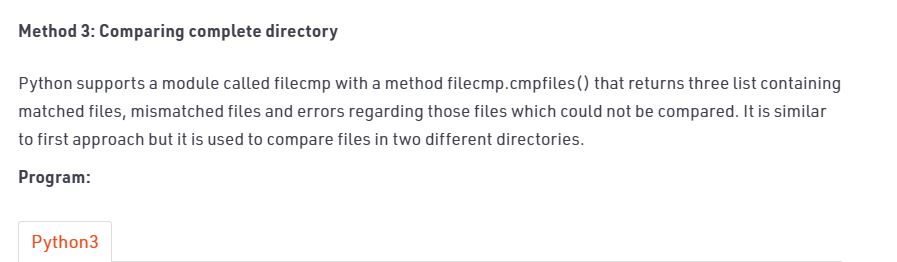 Method 3: Comparing complete directory
Python supports a module called filecmp with a method filecmp.cmpfiles() that returns three list containing
matched files, mismatched files and errors regarding those files which could not be compared. It is similar
to first approach but it is used to compare files in two different directories.
Program:
Python3